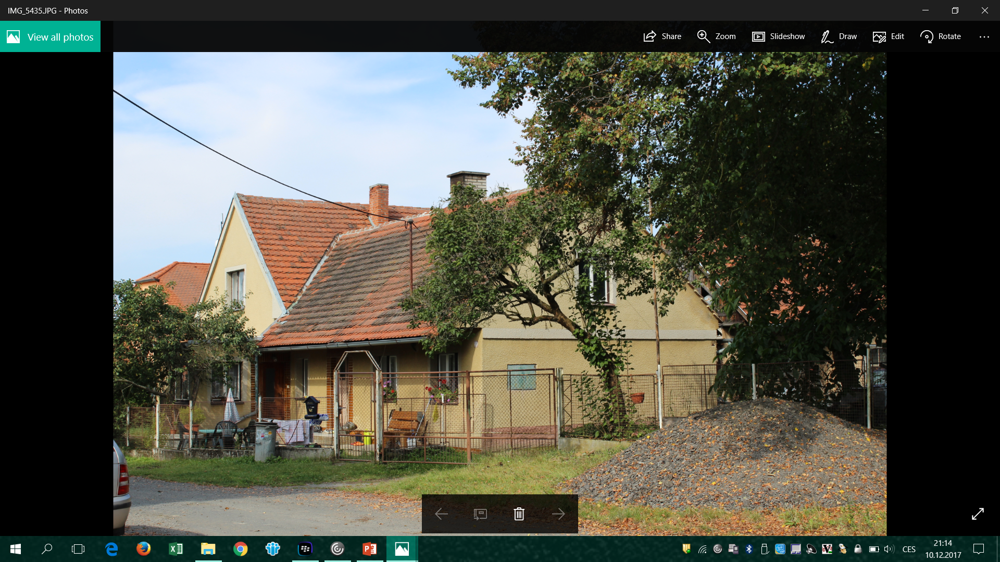 IMG_5435.JPG - Photos
View all photos
Share
Zoom
Slideshow
Draw
Edit
Rotate
CES
21:14
10.12.2017